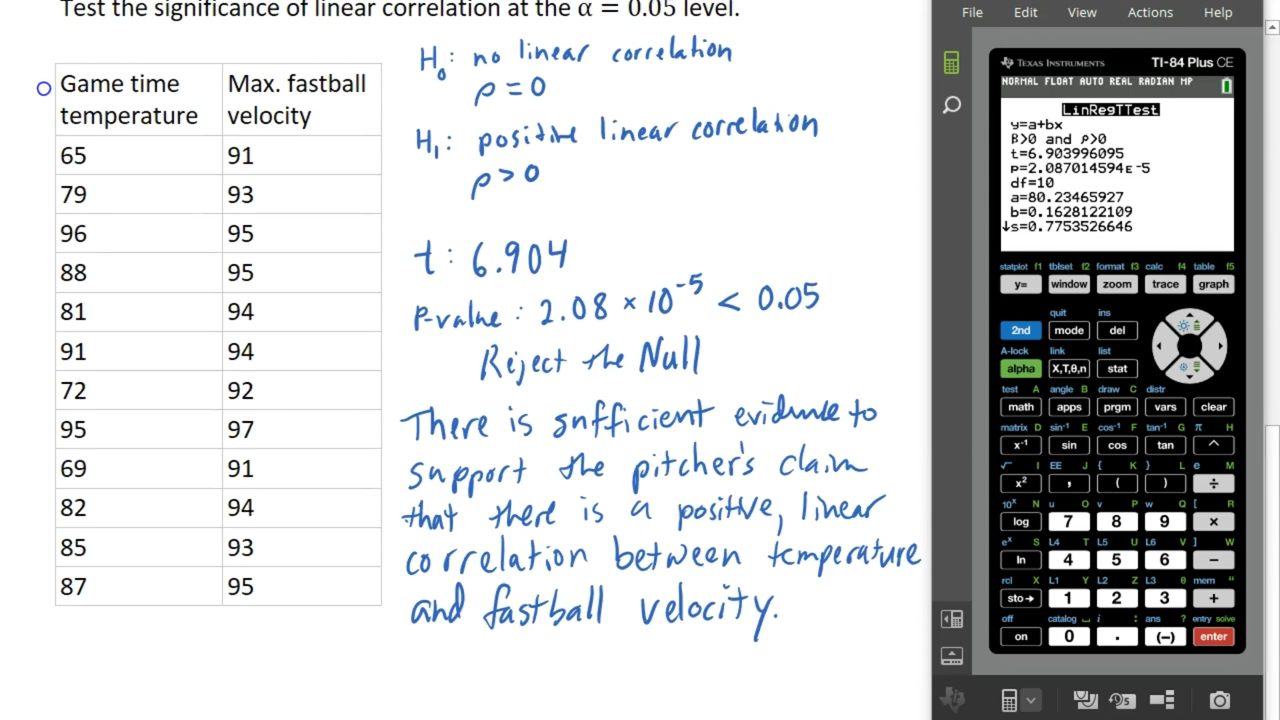 Test the significance of linear correlation at the α = 0.05 level.
Game time temperature Max. fastball velocity
65 91
79 93
96 95
88 95
81 94
91 94
72 92
95 97
69 91
82 94
85 93
87 95
H₀: no linear correlation
ρ = 0
H₁: positive linear correlation
ρ > 0
t: 6.904
P-value: 2.08 × 10⁻⁵ < 0.05
Reject the Null
There is sufficient evidence to
support the pitcher's claim
that there is a positive, linear
correlation between temperature
and fastball velocity.
File Edit View Actions Help
TEXAS INSTRUMENTS TI-84 Plus CE
NORMAL FLOAT AUTO REAL RADIAN MP
LinRegTTest
y=a+bx
β>0 and ρ>0
t=6.903996095
p=2.087014594E-5
df=10
a=80.23465927
b=0.1628122109
↓s=0.7753526646
statplot f1 tblset f2 format f3 calc f4 table f5
y= window zoom trace graph
quit ins
2nd mode del
A-lock link list
alpha X,T,θ,n stat
test A angle B draw C distr
math apps prgm vars clear
matrix D sin⁻¹ E cos⁻¹ F tan⁻¹ G π H
x⁻¹ sin cos tan ^
√ I EE J { K } L e M
x² , ( ) ÷
10ˣ N u O v P w Q [ R
log 7 8 9 ×
eˣ S L4 T L5 U L6 V ] W
ln 4 5 6 −
rcl X L1 Y L2 Z L3 θ mem "
sto→ 1 2 3 +
off catalog ␣ i : ans ? entry solve
on 0 . (−) enter